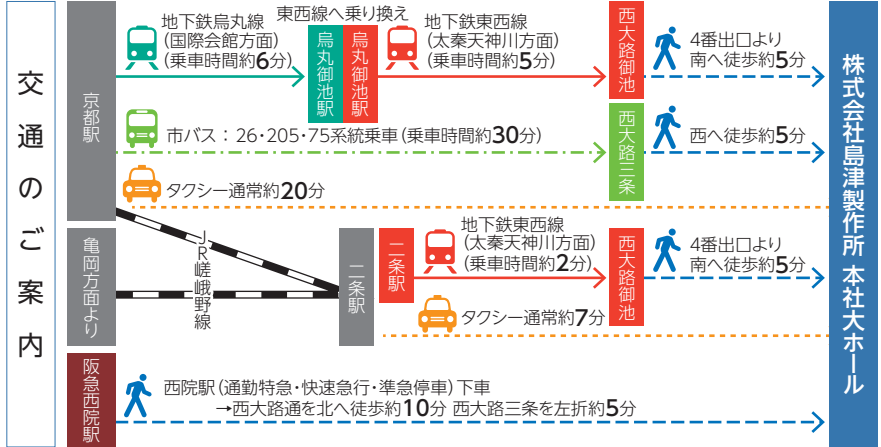 交通のご案内
京都駅
地下鉄烏丸線
(国際会館方面)
(乗車時間約6分)
東西線へ乗り換え
烏丸御池駅
烏丸御池駅
地下鉄東西線
(太秦天神川方面)
(乗車時間約5分)
西大路御池
4番出口より
南へ徒歩約5分
市バス：26・205・75系統乗車(乗車時間約30分)
西大路三条
西へ徒歩約5分
タクシー通常約20分
亀岡方面より
JR嵯峨野線
二条駅
二条駅
地下鉄東西線
(太秦天神川方面)
(乗車時間約2分)
西大路御池
4番出口より
南へ徒歩約5分
タクシー通常約7分
阪急西院駅
西院駅(通勤特急・快速急行・準急停車)下車
→西大路通を北へ徒歩約10分 西大路三条を左折約5分
株式会社島津製作所 本社大ホール